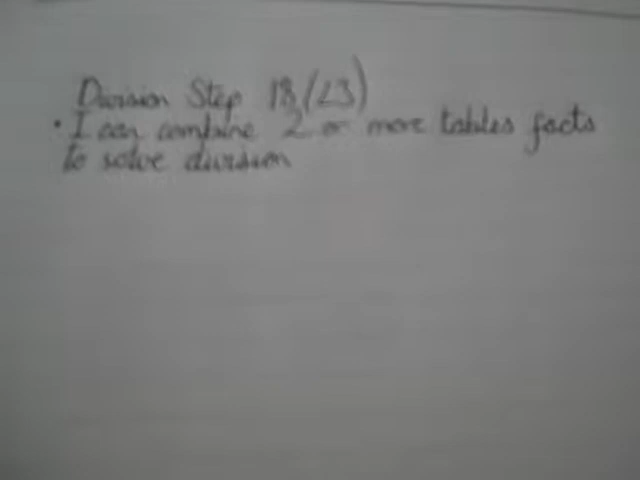 Division Step 18 (23)
• I can combine 2 or more tables facts
to solve division